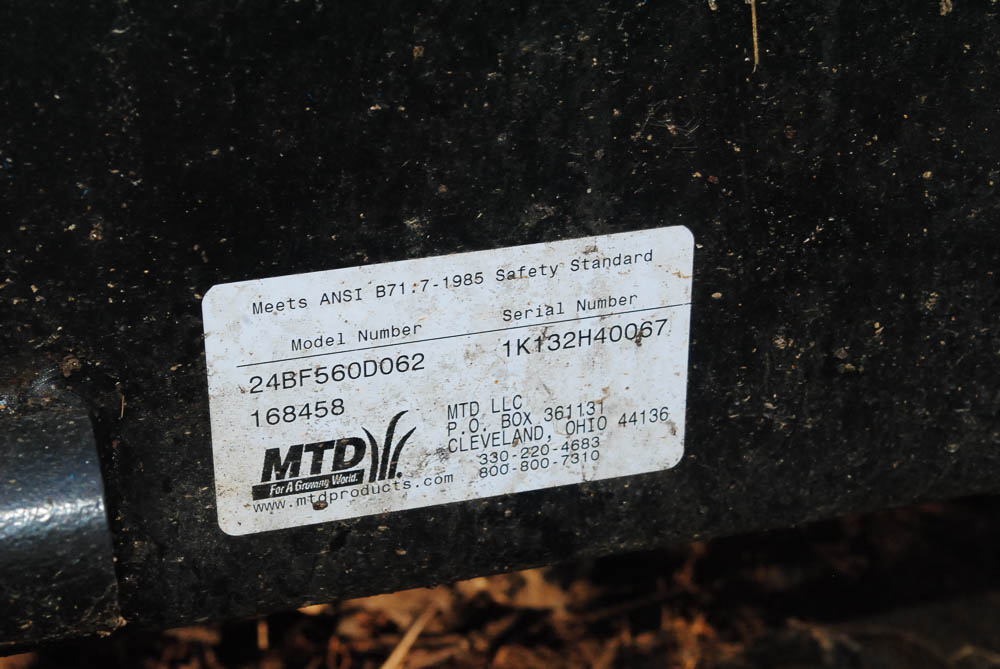 Meets ANSI B71.7-1985 Safety Standard
Model Number Serial Number
24BF560D062 1K132H40067
168458
MTD LLC
P.O. BOX 361131
CLEVELAND, OHIO 44136
330-220-4683
800-800-7310
MTD
For A Growing World.
www.mtdproducts.com